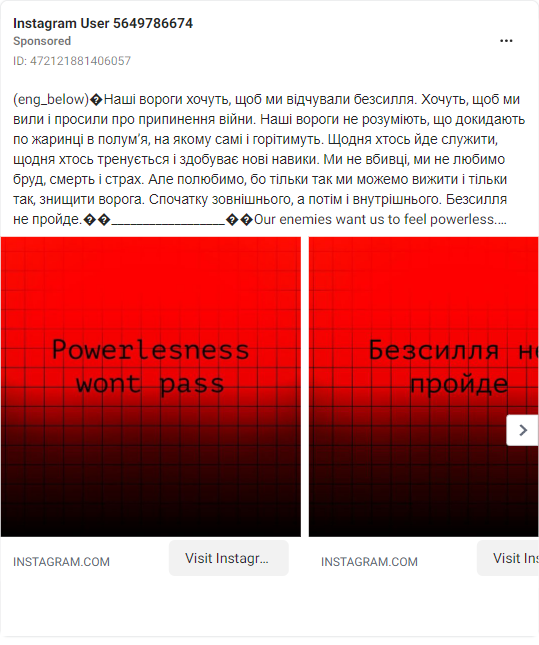 Instagram User 5649786674
Sponsored
ID: 472121881406057
(eng_below)�Наші вороги хочуть, щоб ми відчували безсилля. Хочуть, щоб ми
вили і просили про припинення війни. Наші вороги не розуміють, що докидають
по жаринці в полум’я, на якому самі і горітимуть. Щодня хтось йде служити,
щодня хтось тренується і здобуває нові навики. Ми не вбивці, ми не любимо
бруд, смерть і страх. Але полюбимо, бо тільки так ми можемо вижити і тільки
так, знищити ворога. Спочатку зовнішнього, а потім і внутрішнього. Безсилля
не пройде.��__________________��Our enemies want us to feel powerless....
Powerlesness
wont pass
Безсилля не
пройде
INSTAGRAM.COM
Visit Instagr...
INSTAGRAM.COM
Visit Ins